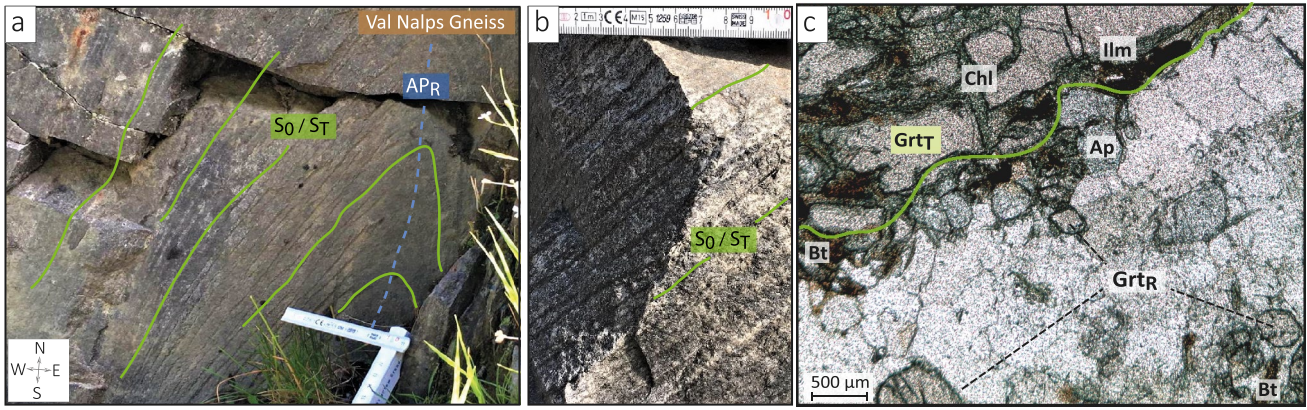 a
Val Nalps Gneiss
APR
S0 / ST
N
W E
S
b
S0 / ST
c
Ilm
Chl
GrtT
Ap
Bt
GrtR
500 µm
Bt